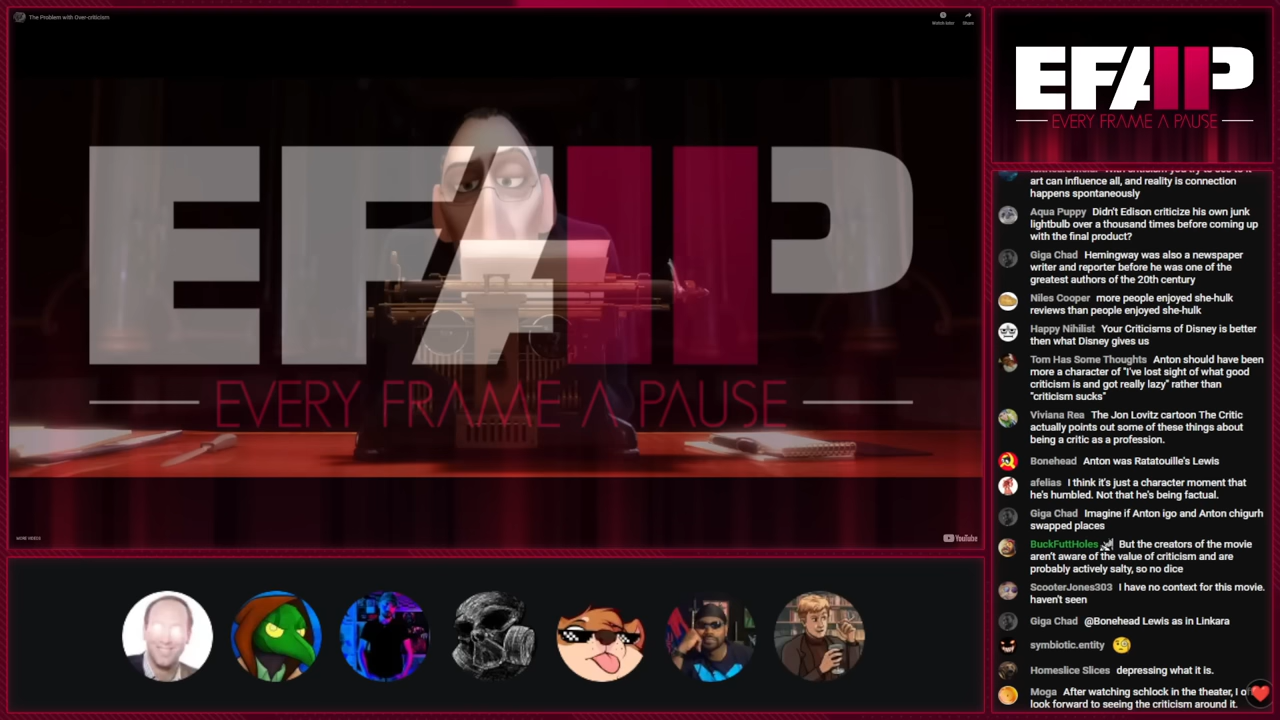 The Problem with Over-criticism
Watch later
Share
EFAP
EVERY FRAME A PAUSE
MORE VIDEOS
YouTube
EFAP
EVERY FRAME A PAUSE
art can influence all, and reality is connection
happens spontaneously
Aqua Puppy Didn't Edison criticize his own junk
lightbulb over a thousand times before coming up
with the final product?
Giga Chad Hemingway was also a newspaper
writer and reporter before he was one of the
greatest authors of the 20th century
Niles Cooper more people enjoyed she-hulk
reviews than people enjoyed she-hulk
Happy Nihilist Your Criticisms of Disney is better
then what Disney gives us
Tom Has Some Thoughts Anton should have been
more a character of "I've lost sight of what good
criticism is and got really lazy" rather than
"criticism sucks"
Viviana Rea The Jon Lovitz cartoon The Critic
actually points out some of these things about
being a critic as a profession.
Bonehead Anton was Ratatouille's Lewis
afelias I think it's just a character moment that
he's humbled. Not that he's being factual.
Giga Chad Imagine if Anton igo and Anton chigurh
swapped places
BuckFuttHoles But the creators of the movie
aren't aware of the value of criticism and are
probably actively salty, so no dice
ScooterJones303 I have no context for this movie.
haven't seen
Giga Chad @Bonehead Lewis as in Linkara
symbiotic.entity
Homeslice Slices depressing what it is.
Moga After watching schlock in the theater, I
look forward to seeing the criticism around it.